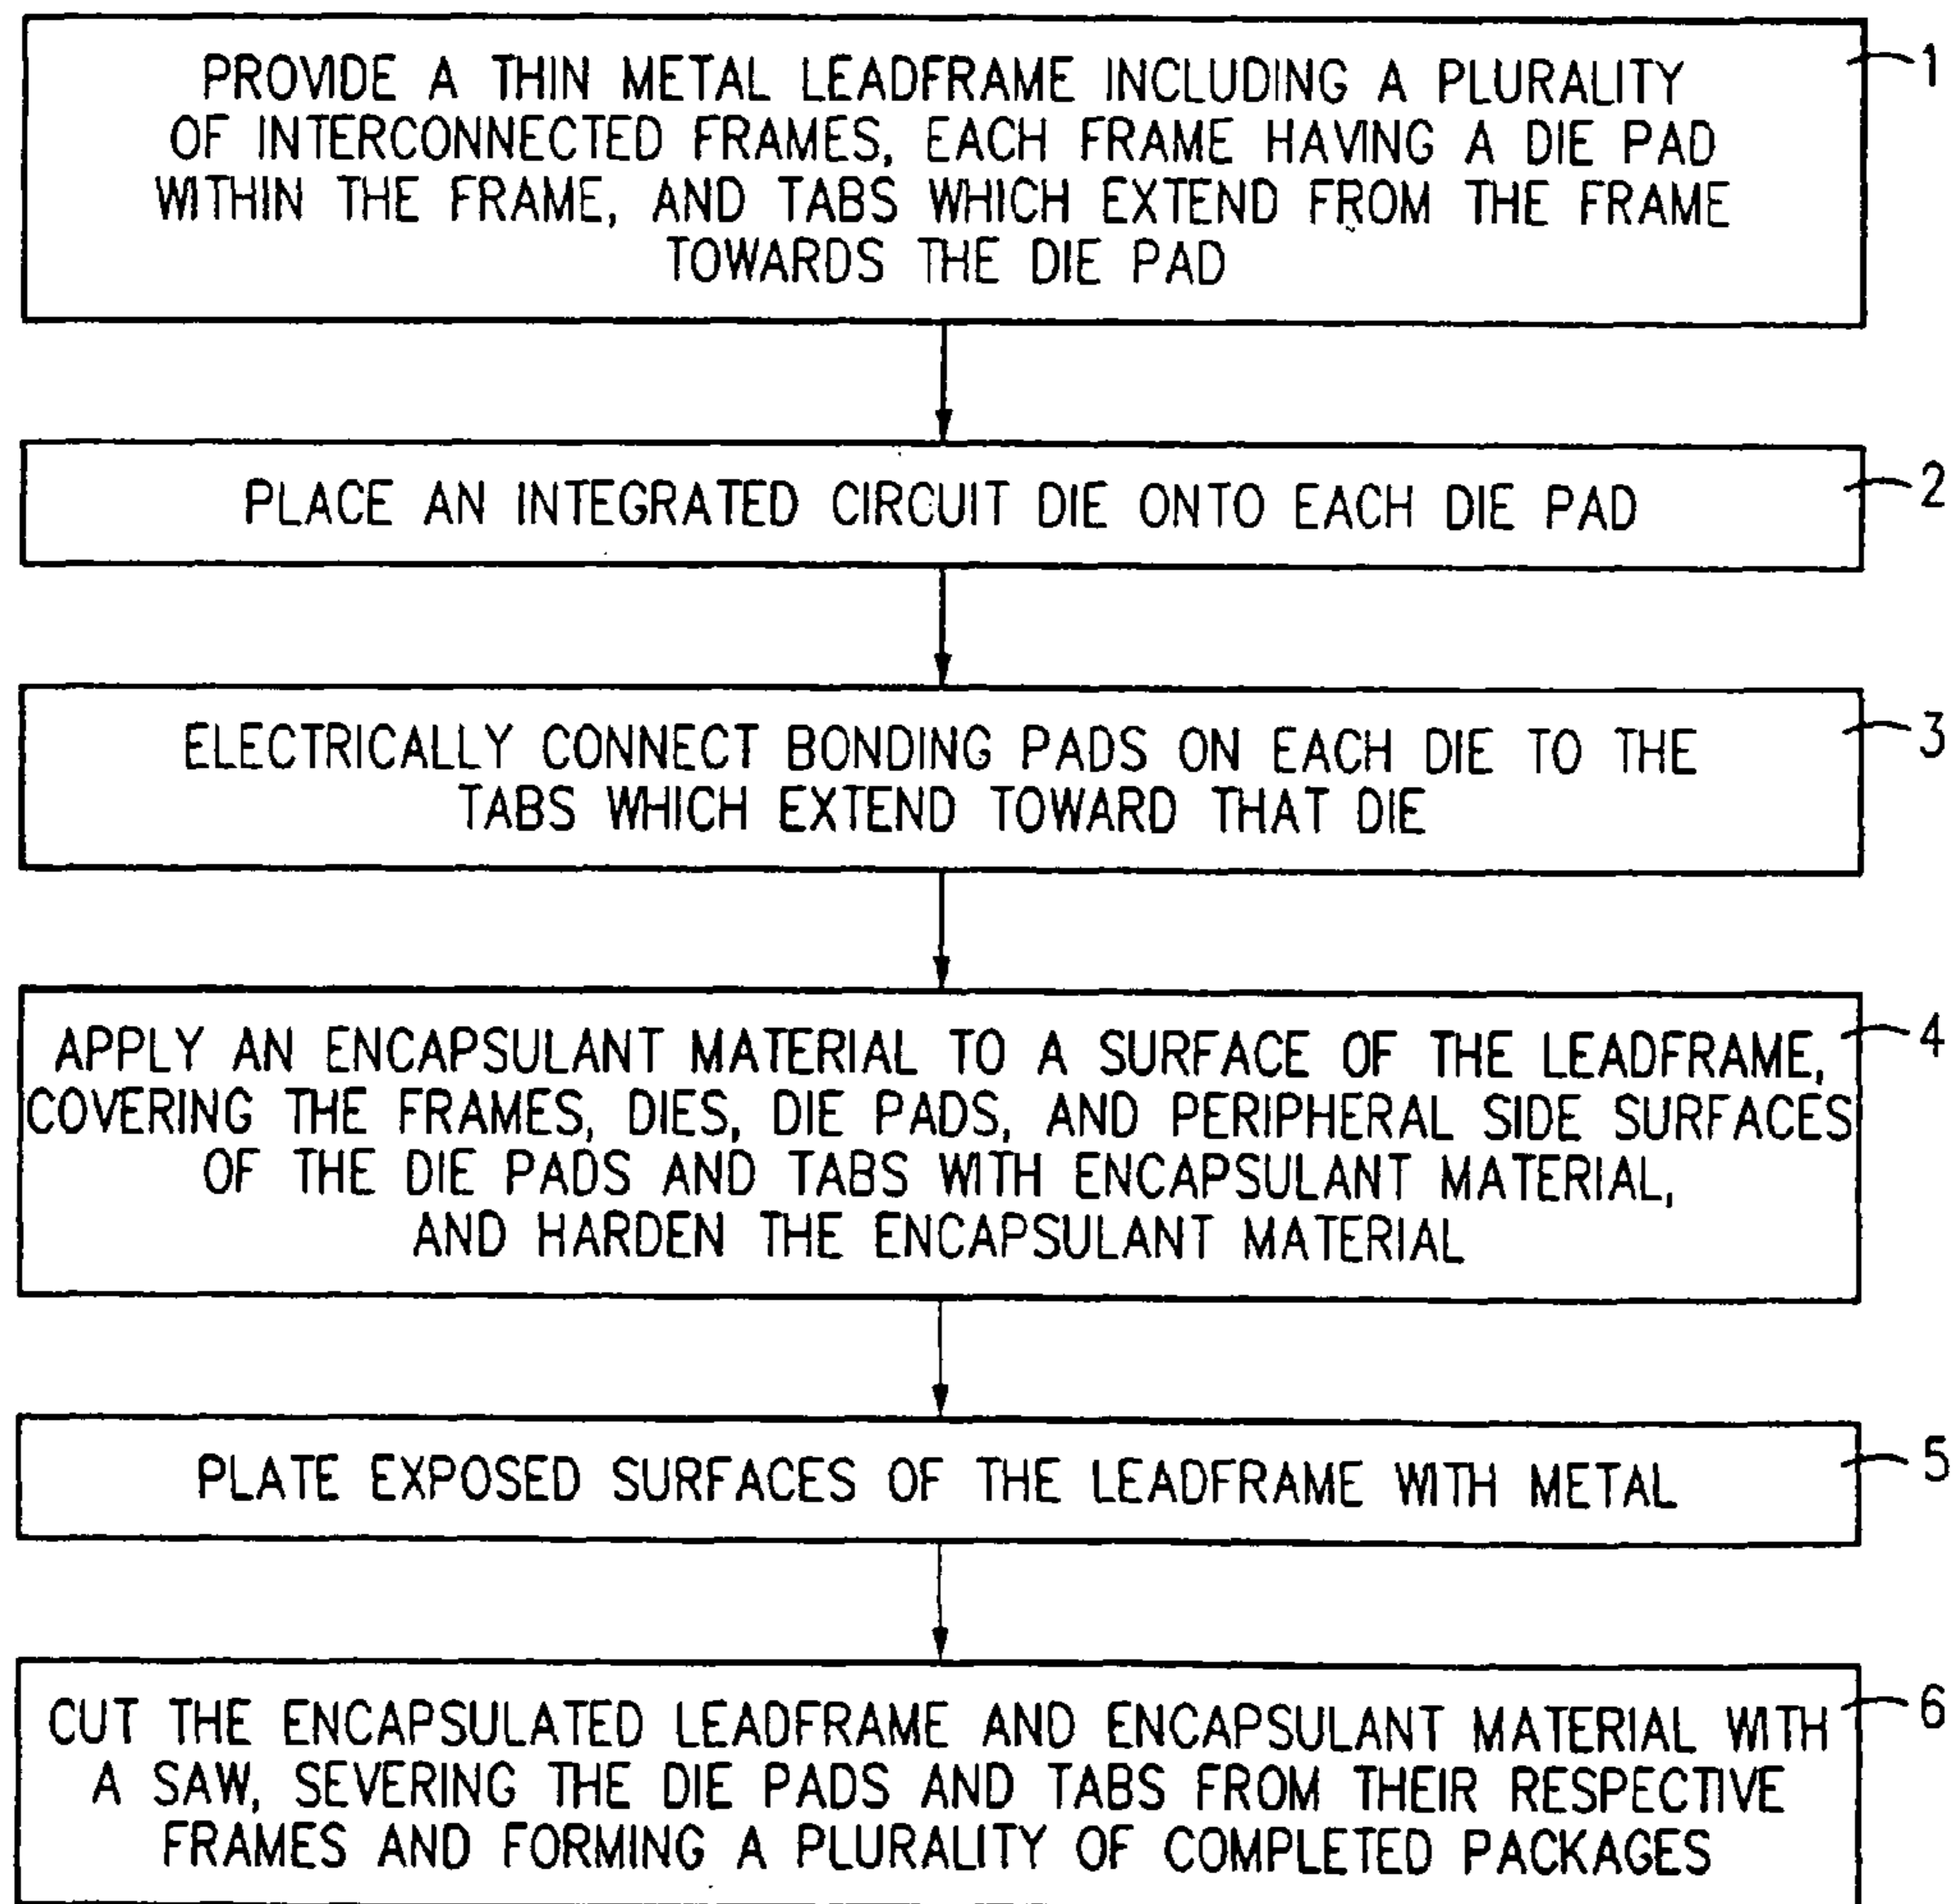 PROVIDE A THIN METAL LEADFRAME INCLUDING A PLURALITY
OF INTERCONNECTED FRAMES, EACH FRAME HAVING A DIE PAD
WITHIN THE FRAME, AND TABS WHICH EXTEND FROM THE FRAME
TOWARDS THE DIE PAD
1
PLACE AN INTEGRATED CIRCUIT DIE ONTO EACH DIE PAD
2
ELECTRICALLY CONNECT BONDING PADS ON EACH DIE TO THE
TABS WHICH EXTEND TOWARD THAT DIE
3
APPLY AN ENCAPSULANT MATERIAL TO A SURFACE OF THE LEADFRAME,
COVERING THE FRAMES, DIES, DIE PADS, AND PERIPHERAL SIDE SURFACES
OF THE DIE PADS AND TABS WITH ENCAPSULANT MATERIAL,
AND HARDEN THE ENCAPSULANT MATERIAL
4
PLATE EXPOSED SURFACES OF THE LEADFRAME WITH METAL
5
CUT THE ENCAPSULATED LEADFRAME AND ENCAPSULANT MATERIAL WITH
A SAW, SEVERING THE DIE PADS AND TABS FROM THEIR RESPECTIVE
FRAMES AND FORMING A PLURALITY OF COMPLETED PACKAGES
6